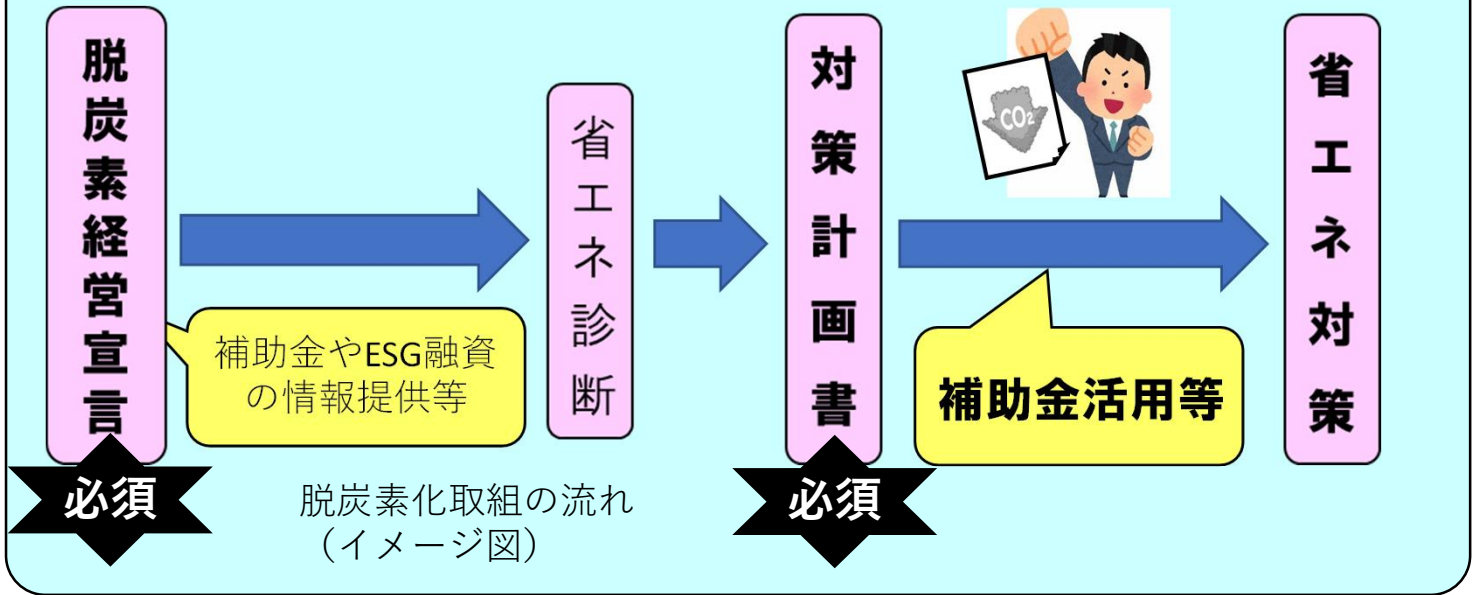 脱炭素経営宣言
必須
補助金やESG融資
の情報提供等
省エネ診断
対策計画書
必須
CO₂
補助金活用等
省エネ対策
脱炭素化取組の流れ
(イメージ図)